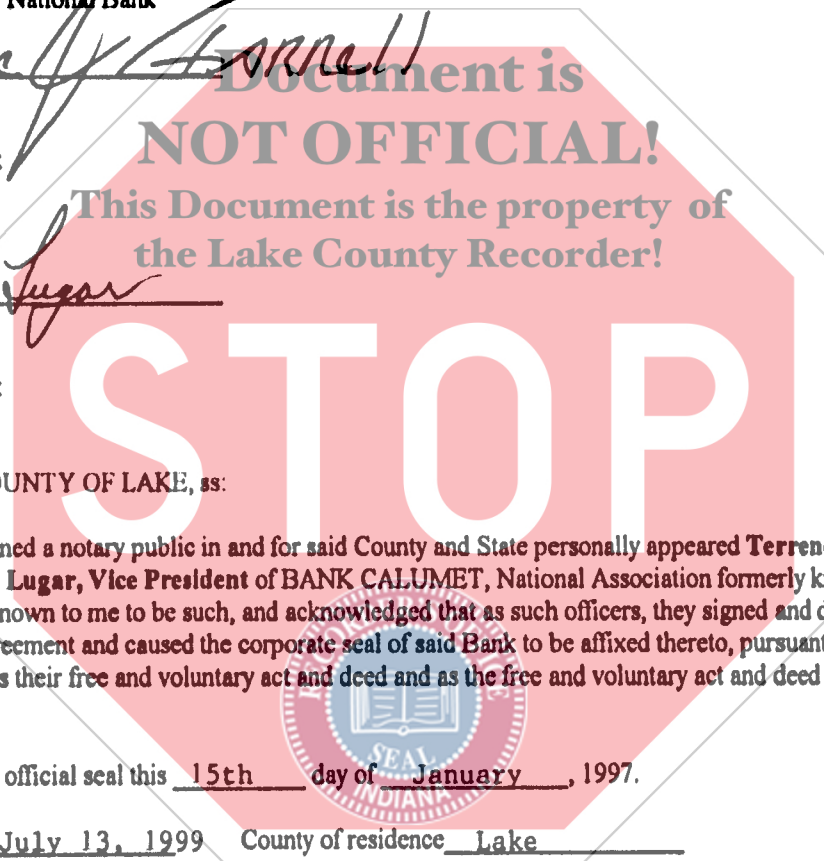 National Bank
Farrell
Document is
NOT OFFICIAL!
This Document is the property of
the Lake County Recorder!
Lugar
STOP
OUNTY OF LAKE, ss:
ned a notary public in and for said County and State personally appeared Terren
Lugar, Vice President of BANK CALUMET, National Association formerly k
nown to me to be such, and acknowledged that as such officers, they signed and d
reement and caused the corporate seal of said Bank to be affixed thereto, pursuant
s their free and voluntary act and deed and as the free and voluntary act and deed
SEAL
INDIANA
official seal this 15th day of January, 1997.
July 13, 1999 County of residence Lake